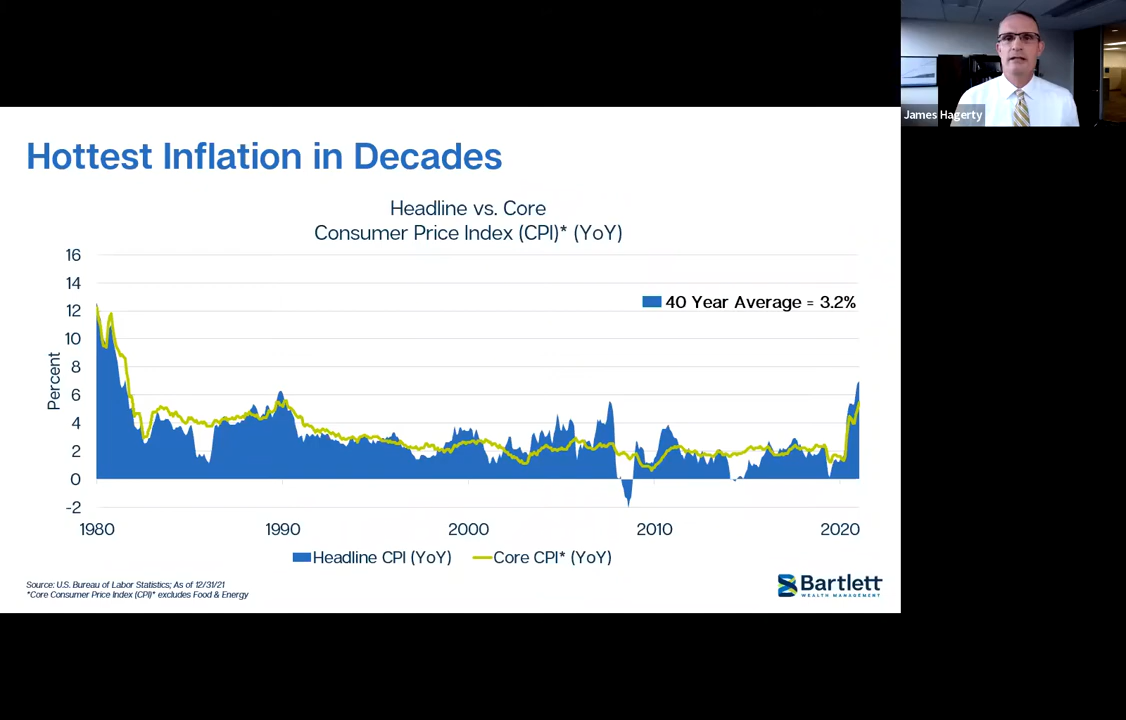 James Hagerty
Hottest Inflation in Decades
Headline vs. Core
Consumer Price Index (CPI)* (YoY)
16
14
12
10
8
6
4
2
0
-2
Percent
40 Year Average = 3.2%
1980 1990 2000 2010 2020
Headline CPI (YoY) Core CPI* (YoY)
Source: U.S. Bureau of Labor Statistics; As of 12/31/21
*Core Consumer Price Index (CPI)* excludes Food & Energy
Bartlett
WEALTH MANAGEMENT